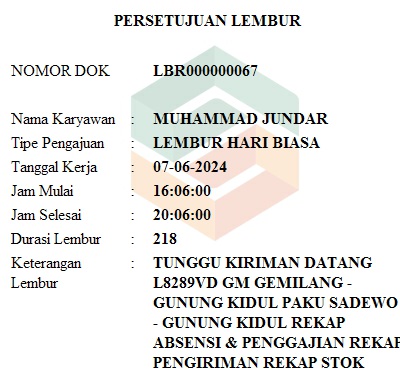 PERSETUJUAN LEMBUR
NOMOR DOK LBR000000067
Nama Karyawan : MUHAMMAD JUNDAR
Tipe Pengajuan : LEMBUR HARI BIASA
Tanggal Kerja : 07-06-2024
Jam Mulai : 16:06:00
Jam Selesai : 20:06:00
Durasi Lembur : 218
Keterangan : TUNGGU KIRIMAN DATANG
Lembur L8289VD GM GEMILANG -
GUNUNG KIDUL PAKU SADEWO
- GUNUNG KIDUL REKAP
ABSENSI & PENGGAJIAN REKAP
PENGIRIMAN REKAP STOK